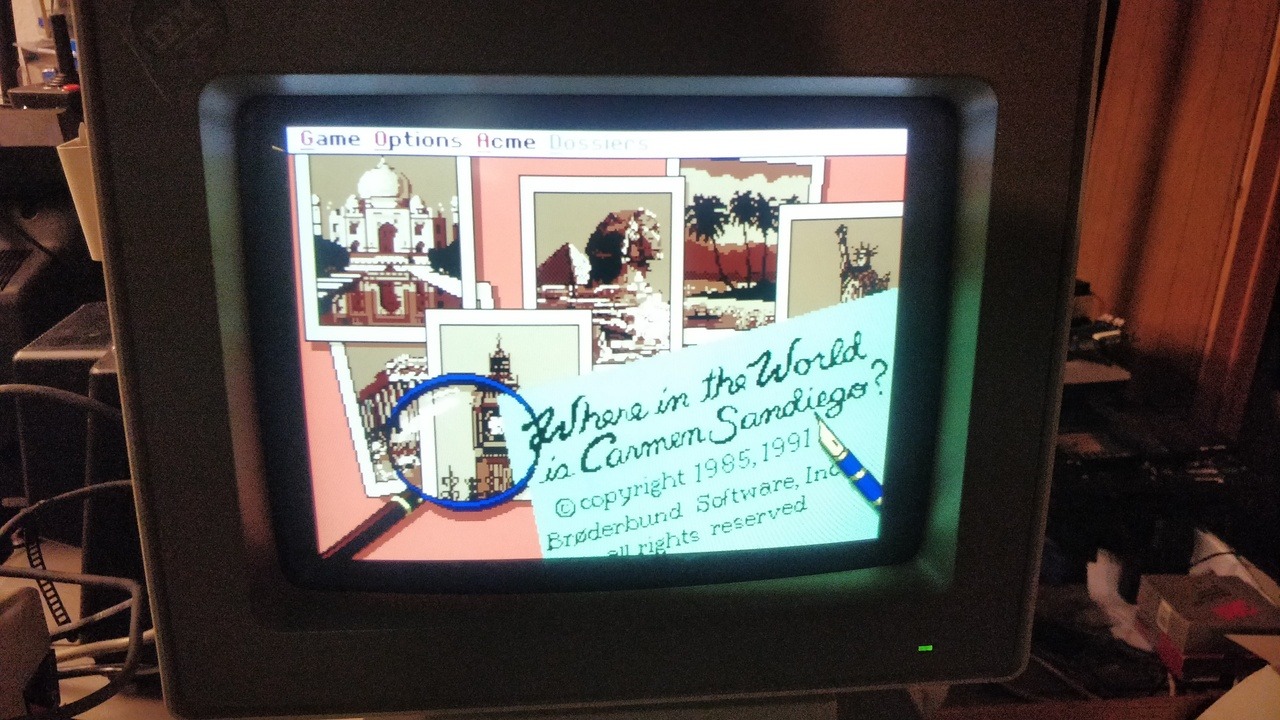 IBM
Game Options Acme Dossiers
Where in the World
is Carmen Sandiego?
©copyright 1985,1991
Brøderbund Software, Inc
all rights reserved